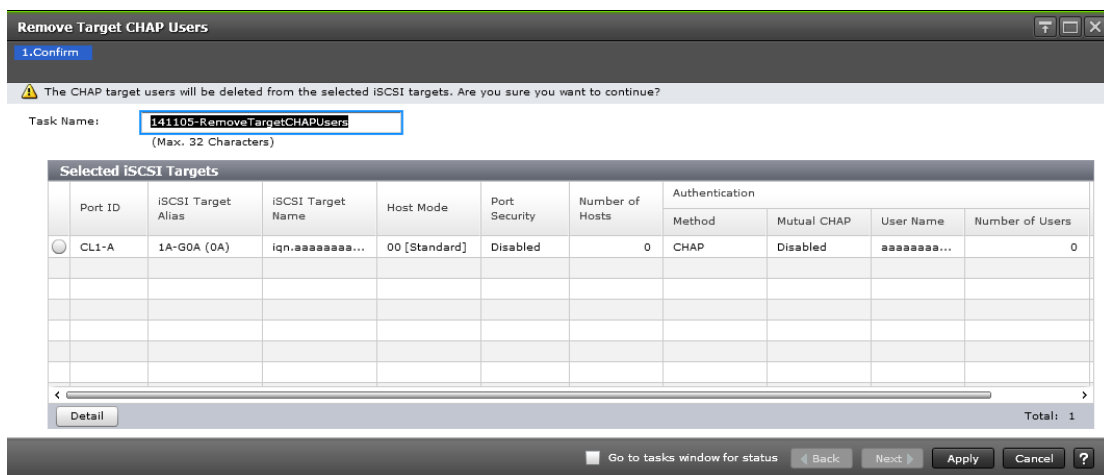 Remove Target CHAP Users
1.Confirm
The CHAP target users will be deleted from the selected iSCSI targets. Are you sure you want to continue?
Task Name: 141105-RemoveTargetCHAPUsers
(Max. 32 Characters)
Selected iSCSI Targets
Port ID iSCSI Target Alias iSCSI Target Name Host Mode Port Security Number of Hosts Authentication
Method Mutual CHAP User Name Number of Users
CL1-A 1A-G0A (0A) iqn.aaaaaaaa... 00 [Standard] Disabled 0 CHAP Disabled aaaaaaaa... 0
Detail Total: 1
Go to tasks window for status Back Next Apply Cancel ?